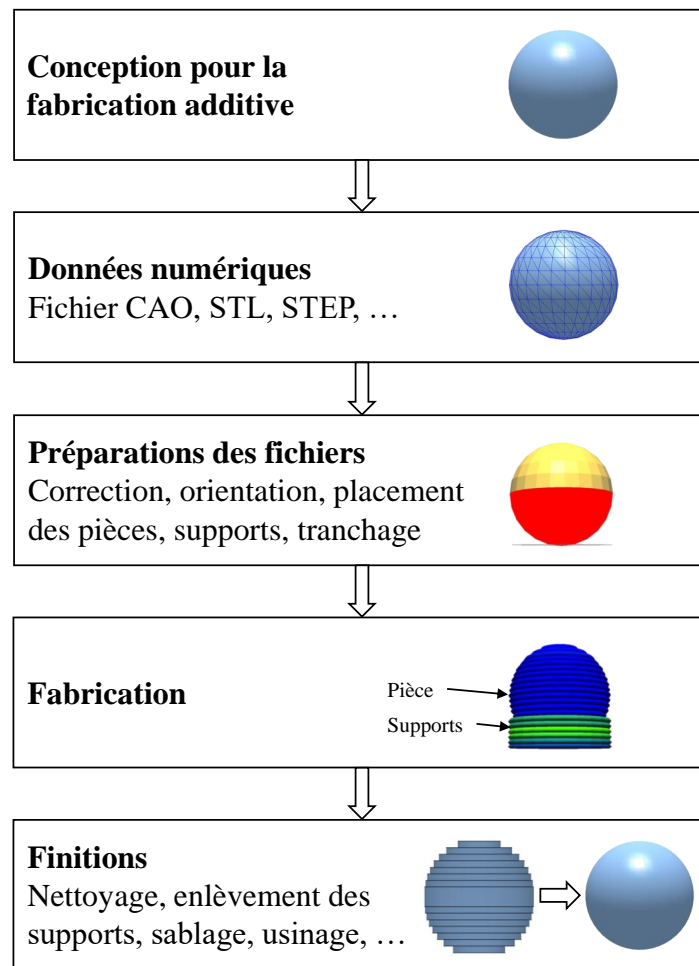 Conception pour la
fabrication additive
Données numériques
Fichier CAO, STL, STEP, …
Préparations des fichiers
Correction, orientation, placement
des pièces, supports, tranchage
Fabrication
Pièce
Supports
Finitions
Nettoyage, enlèvement des
supports, sablage, usinage, …